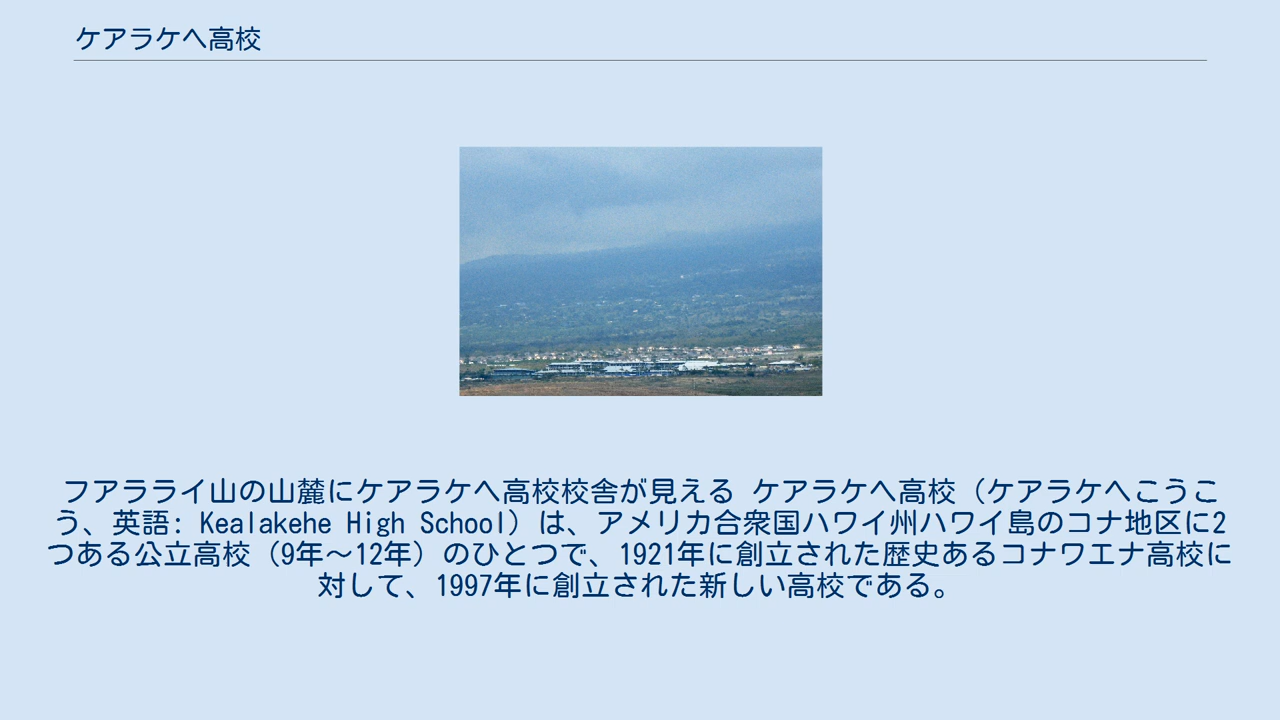 ケアラケヘ高校
フアラライ山の山麓にケアラケヘ高校校舎が見える ケアラケヘ高校（ケアラケヘこうこ
う、英語: Kealakehe High School）は、アメリカ合衆国ハワイ州ハワイ島のコナ地区に2
つある公立高校（9年〜12年）のひとつで、1921年に創立された歴史あるコナワエナ高校に
対して、1997年に創立された新しい高校である。